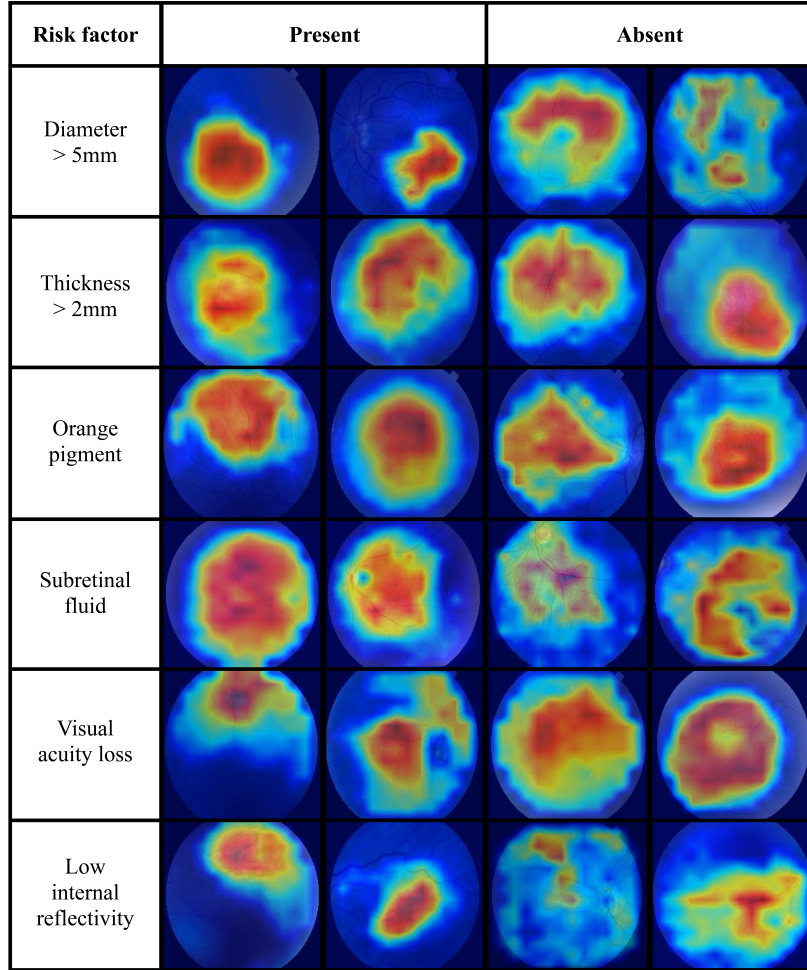 Risk factor
Present
Absent
Diameter
> 5mm
Thickness
> 2mm
Orange
pigment
Subretinal
fluid
Visual
acuity loss
Low
internal
reflectivity